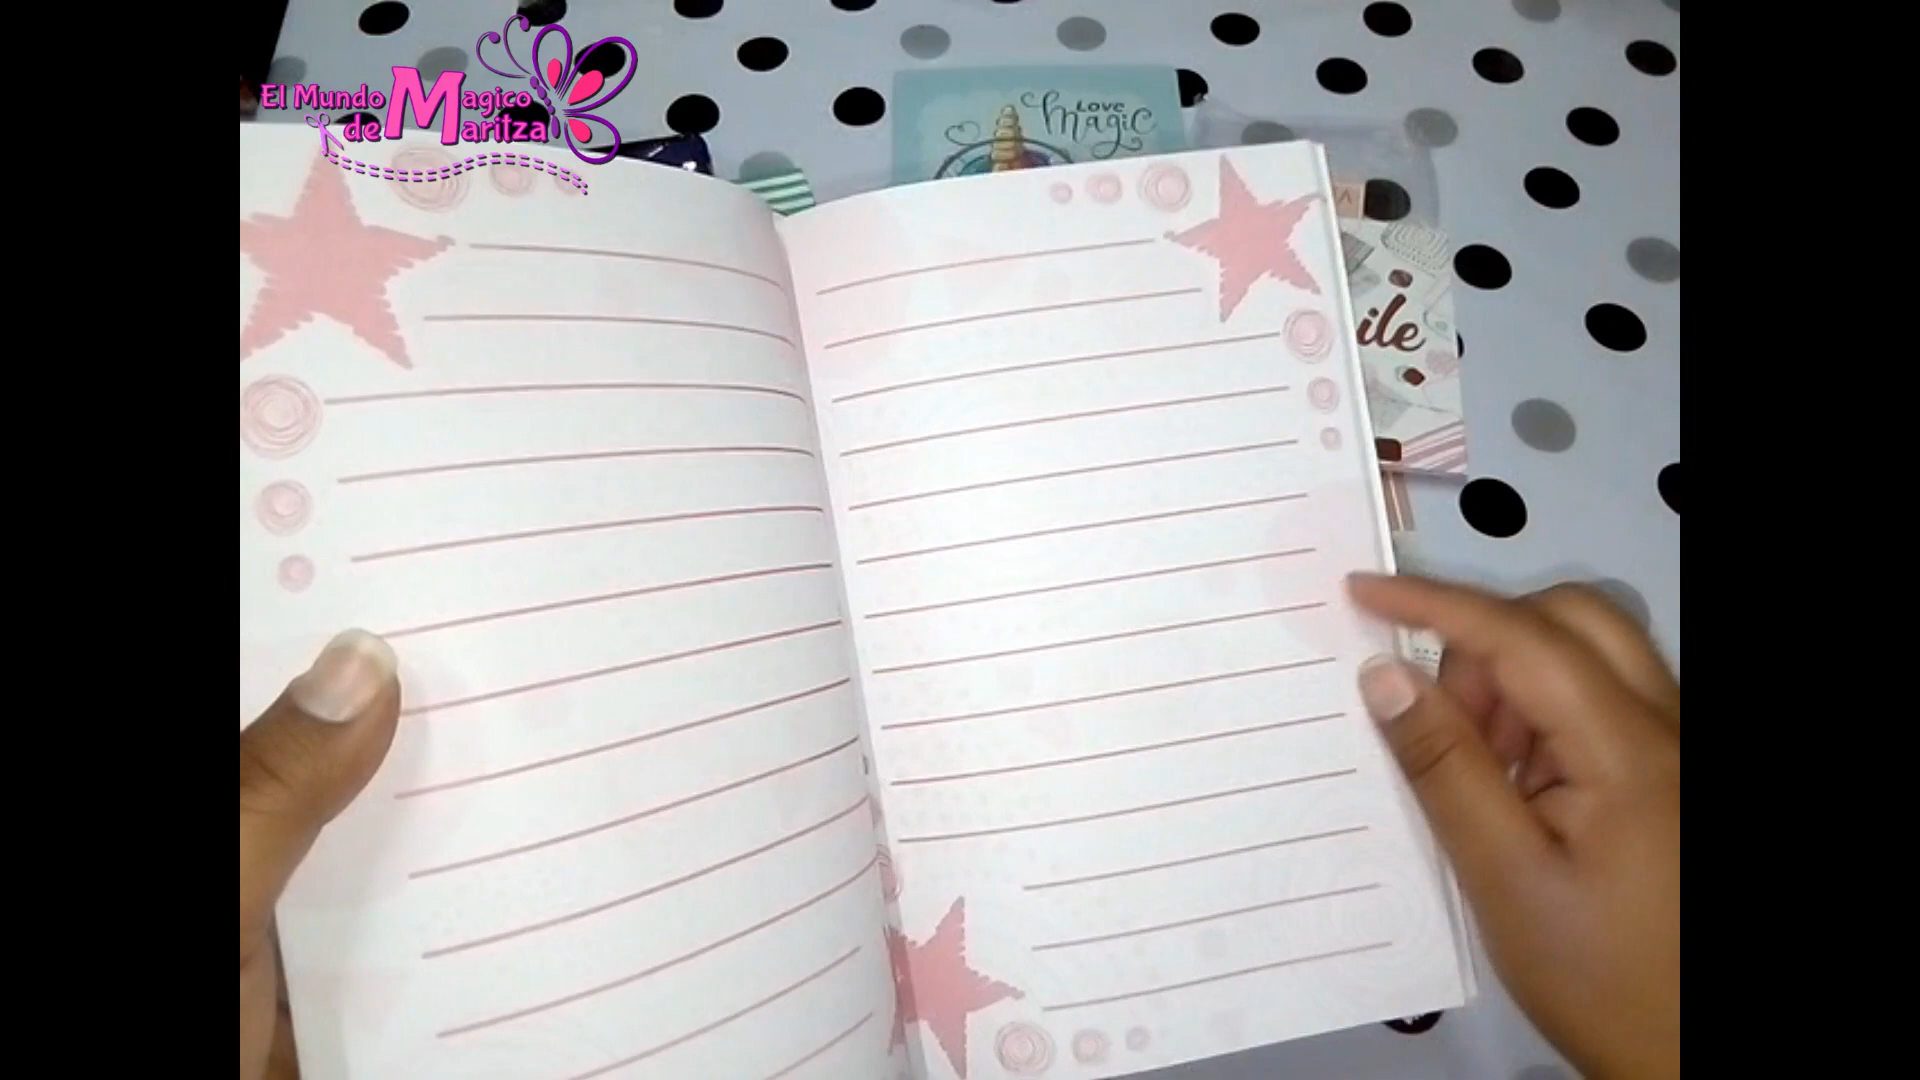 El Mundo Magico
de Maritza
LOVE
Magic
ile